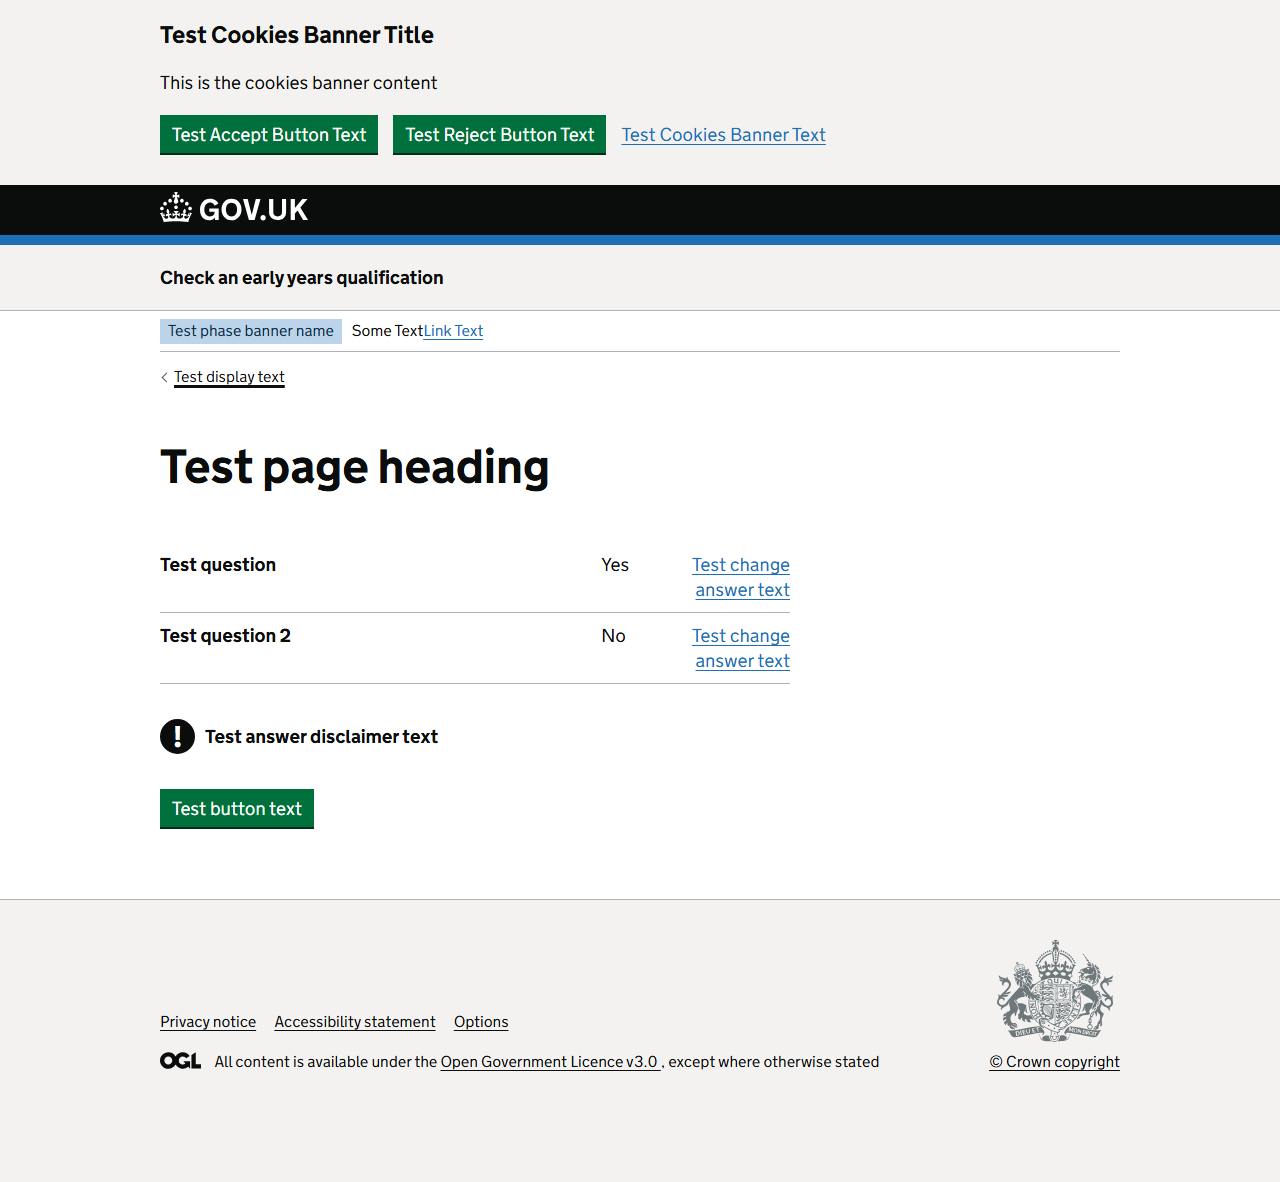 Test Cookies Banner Title
This is the cookies banner content
Test Accept Button Text
Test Reject Button Text
Test Cookies Banner Text
GOV.UK
Check an early years qualification
Test phase banner name
Some TextLink Text
Test display text
Test page heading
Test question
Yes
Test change
answer text
Test question 2
No
Test change
answer text
! Test answer disclaimer text
Test button text
Privacy notice
Accessibility statement
Options
OGL
All content is available under the Open Government Licence v3.0 , except where otherwise stated
© Crown copyright